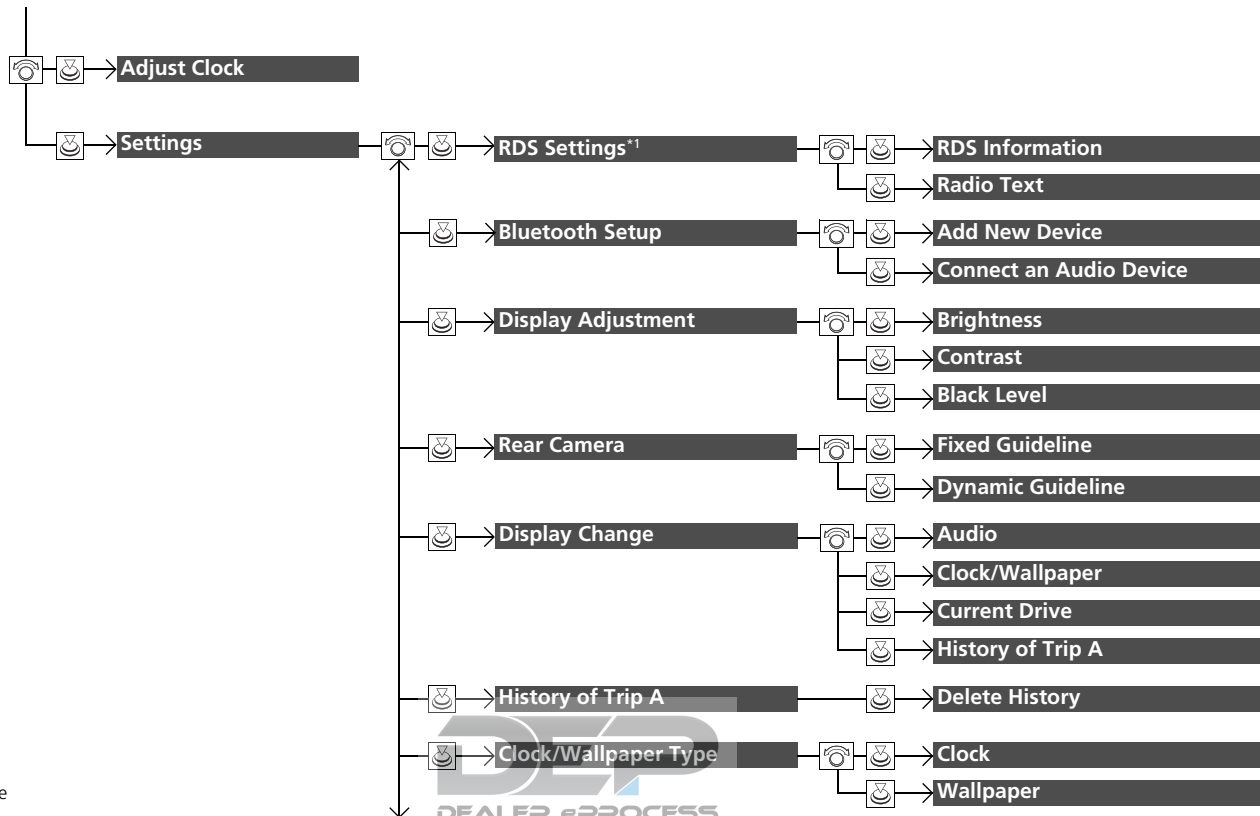 Adjust Clock
Settings
RDS Settings*1
RDS Information
Radio Text
Bluetooth Setup
Add New Device
Connect an Audio Device
Display Adjustment
Brightness
Contrast
Black Level
Rear Camera
Fixed Guideline
Dynamic Guideline
Display Change
Audio
Clock/Wallpaper
Current Drive
History of Trip A
History of Trip A
Delete History
Clock/Wallpaper Type
Clock
Wallpaper
e
DEP
DEALER ePROCESS